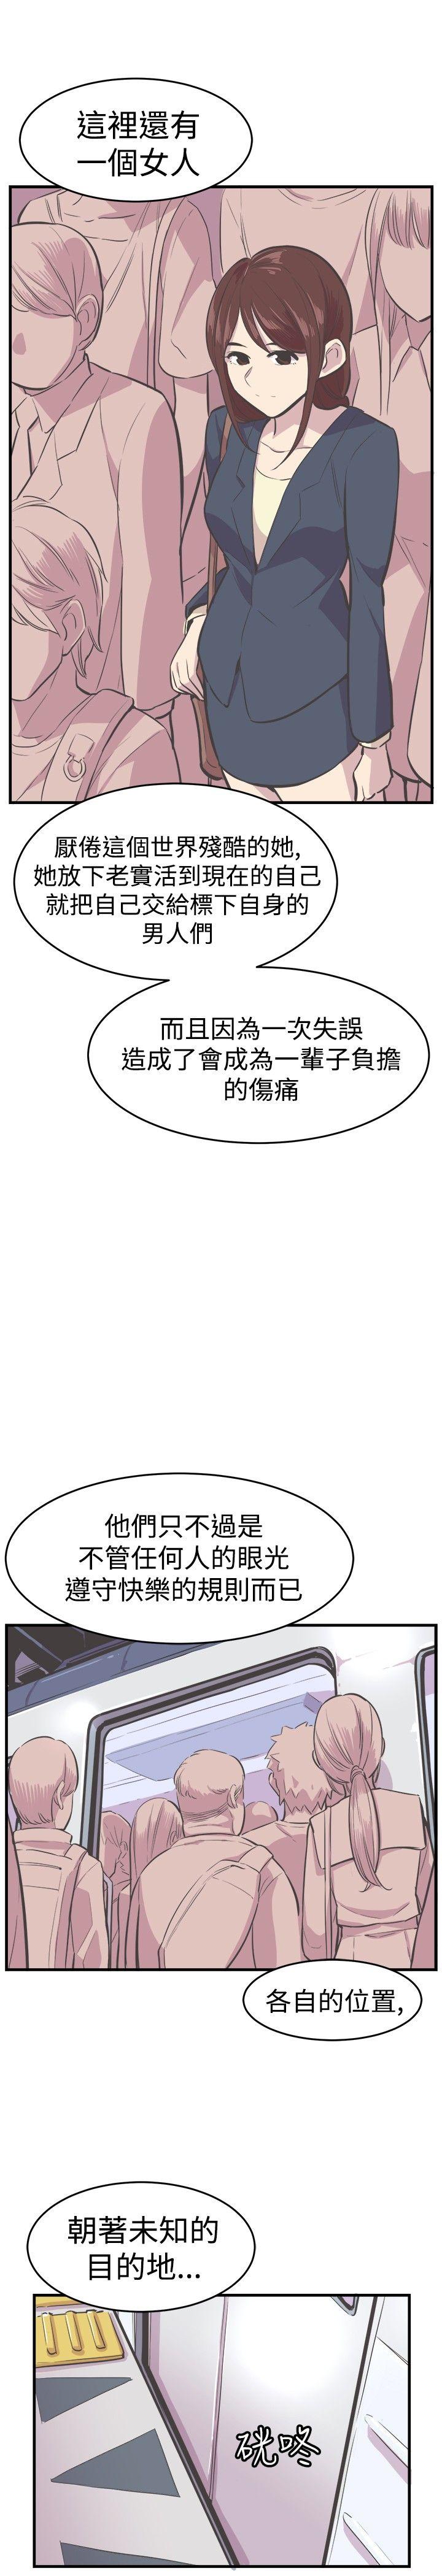 這裡還有
一個女人
厭倦這個世界殘酷的她,
她放下老實活到現在的自己
就把自己交給標下自身的
男人們
而且因為一次失誤
造成了會成為一輩子負擔
的傷痛
他們只不過是
不管任何人的眼光
遵守快樂的規則而已
各自的位置,
朝著未知的
目的地...
硄咚